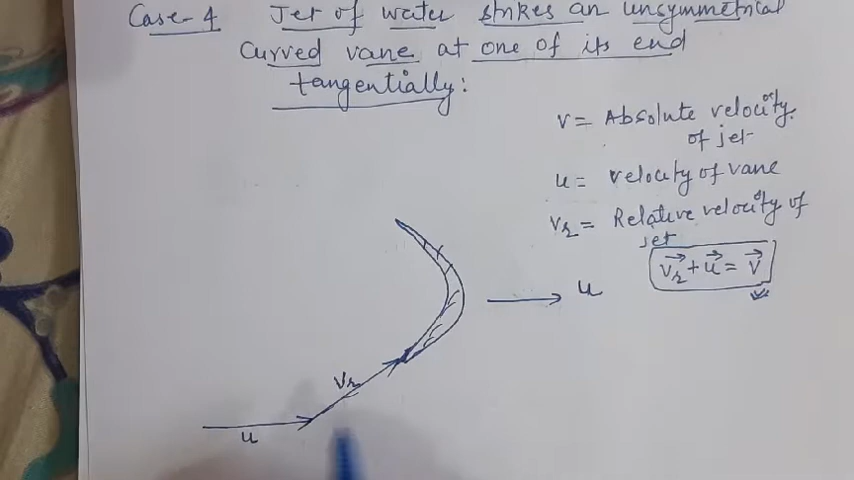 Case-4 Jet of water strikes an unsymmetrical
curved vane at one of its end
tangentially:
V = Absolute velocity
of jet
u = velocity of vane
Vr = Relative velocity of
jet
Vr + u = V
u
Vr
u